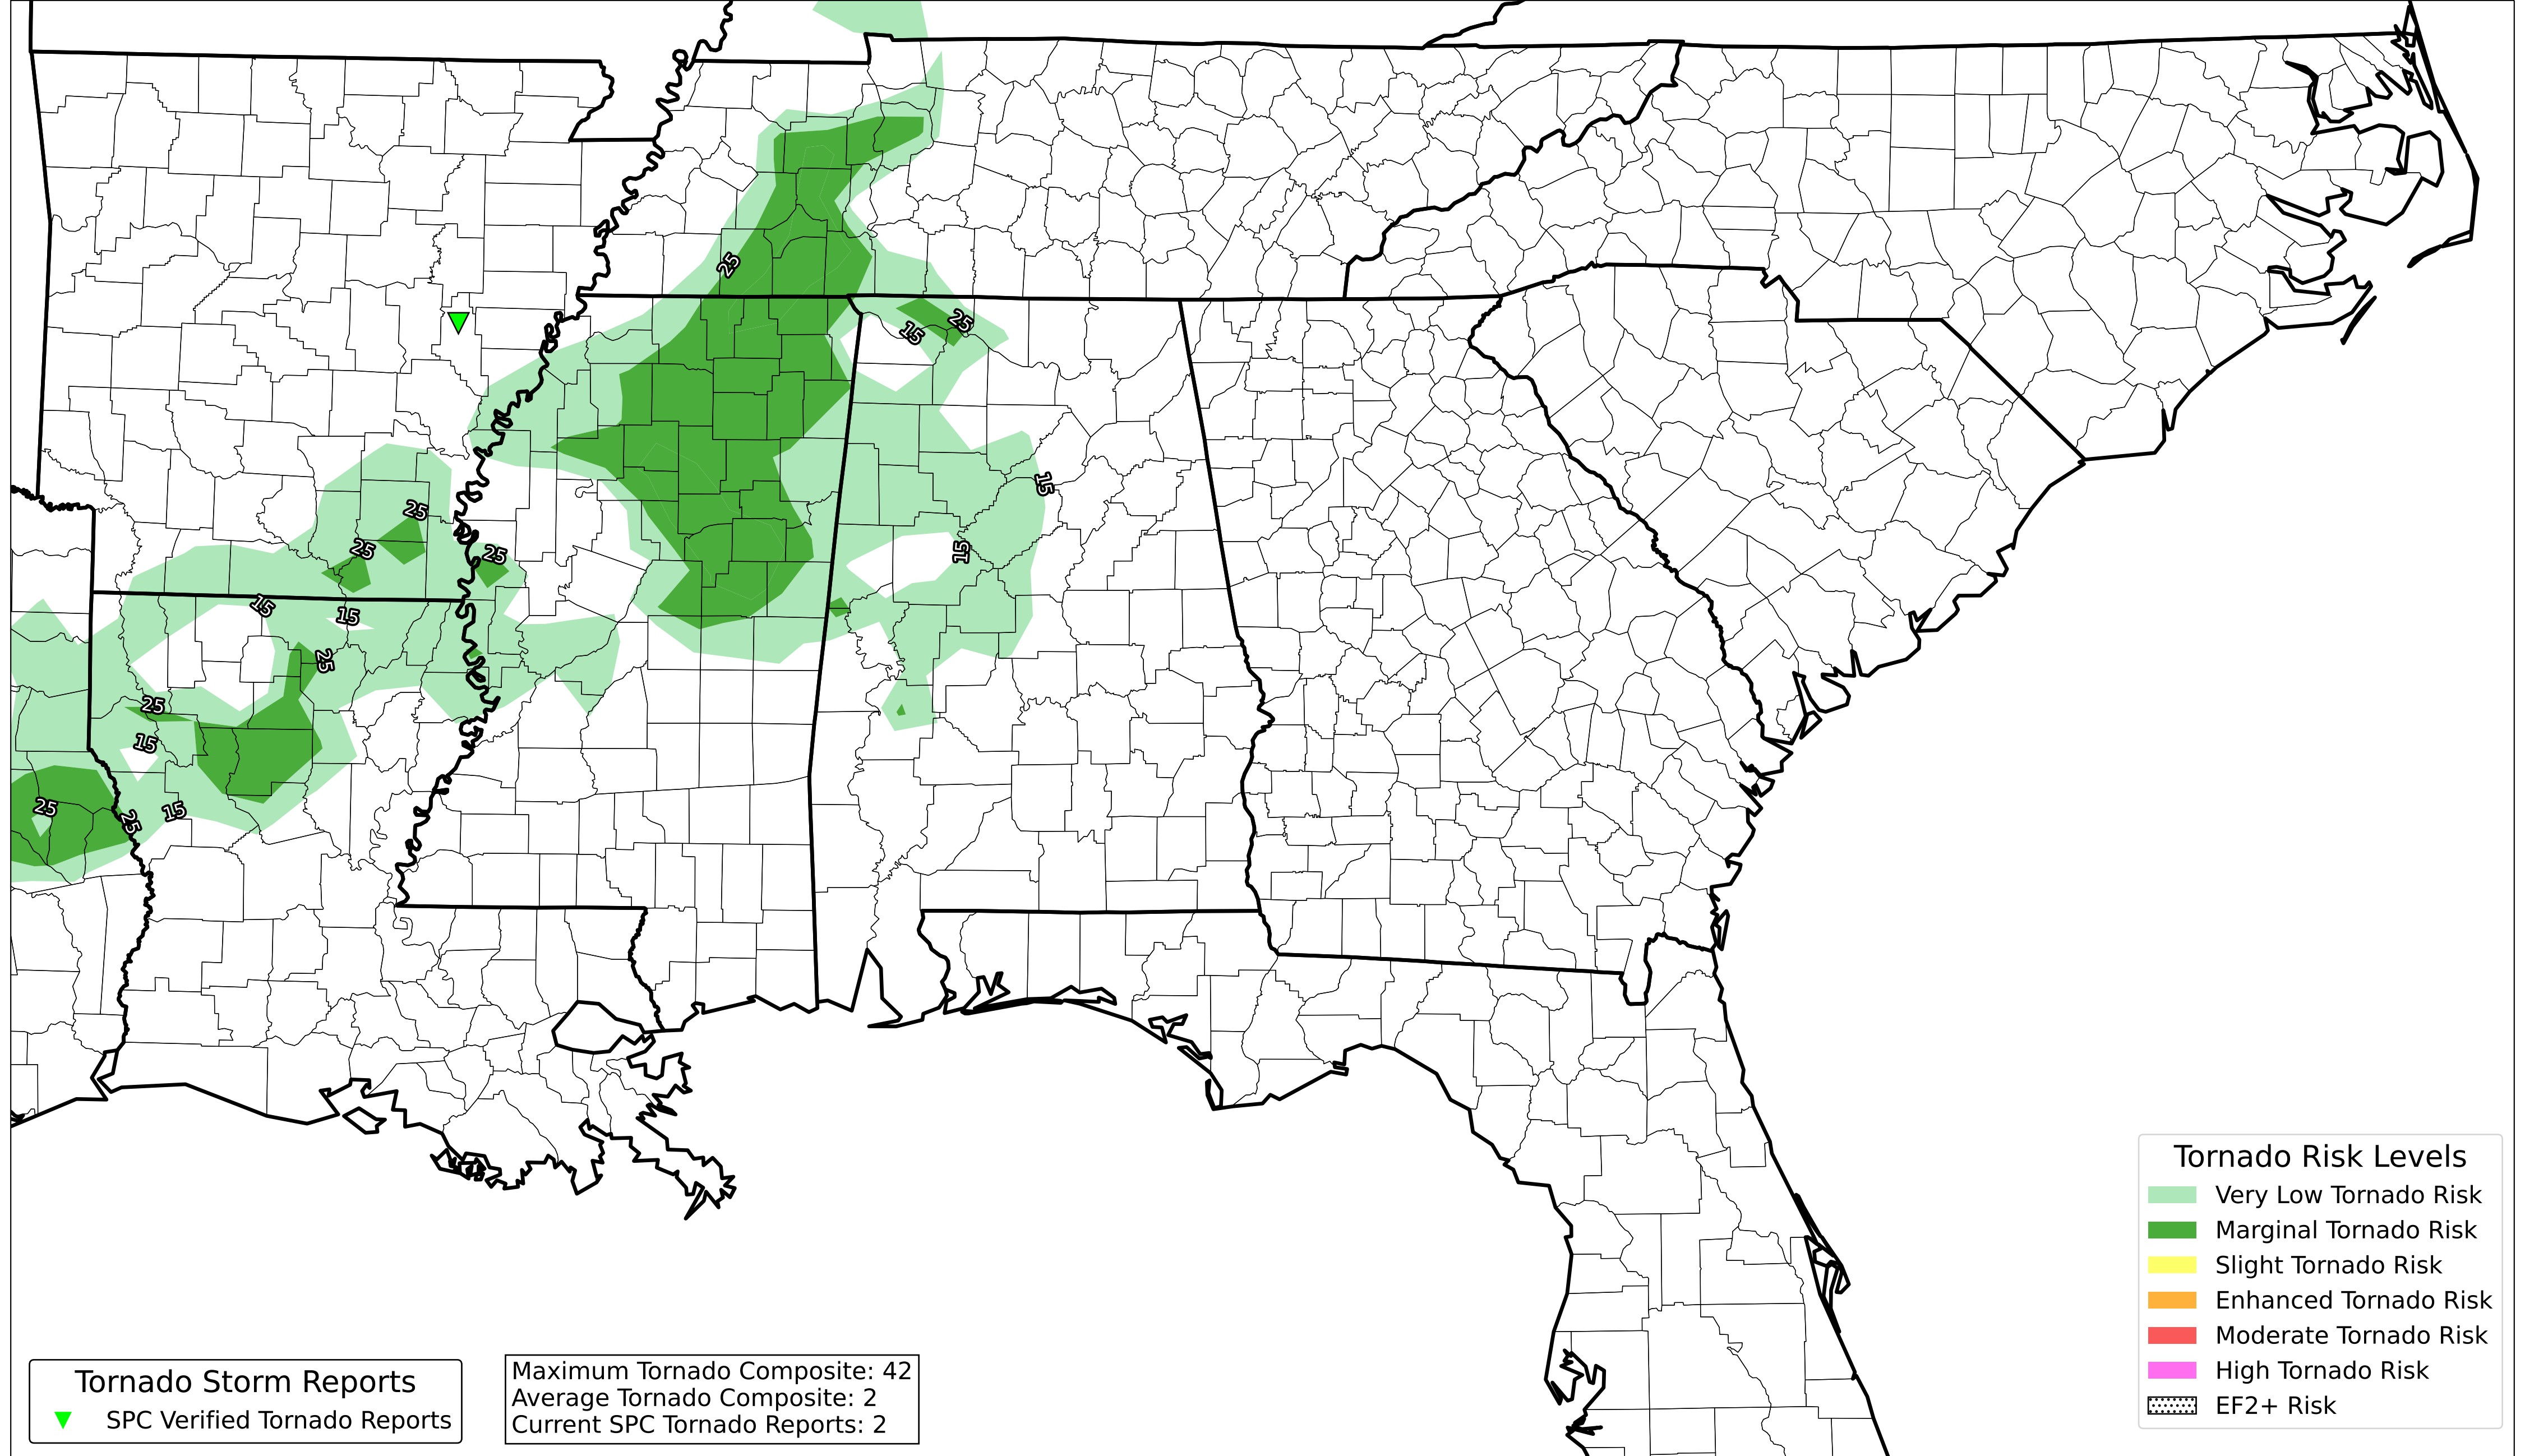 25
25
15
15
25
15
25
25
15
15
15
25
25
15
25
25
15
Tornado Risk Levels
Very Low Tornado Risk
Marginal Tornado Risk
Slight Tornado Risk
Enhanced Tornado Risk
Moderate Tornado Risk
High Tornado Risk
EF2+ Risk
Tornado Storm Reports
SPC Verified Tornado Reports
Maximum Tornado Composite: 42
Average Tornado Composite: 2
Current SPC Tornado Reports: 2